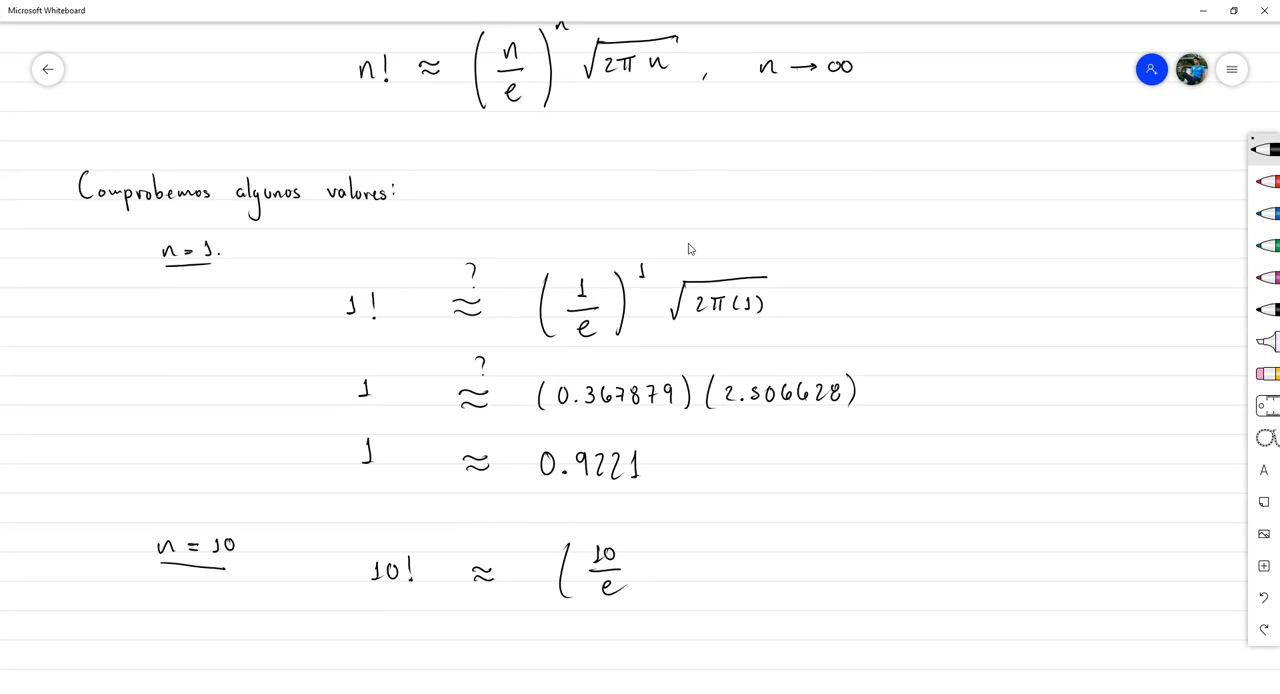 Microsoft Whiteboard
n! ≈ (n/e)^n √(2π n) , n → ∞
Comprobemos algunos valores:
n = 1.
1! ≈? (1/e)^1 √(2π(1))
1 ≈? (0.367879)(2.506628)
1 ≈ 0.9221
n = 10 10! ≈ (10/e
A